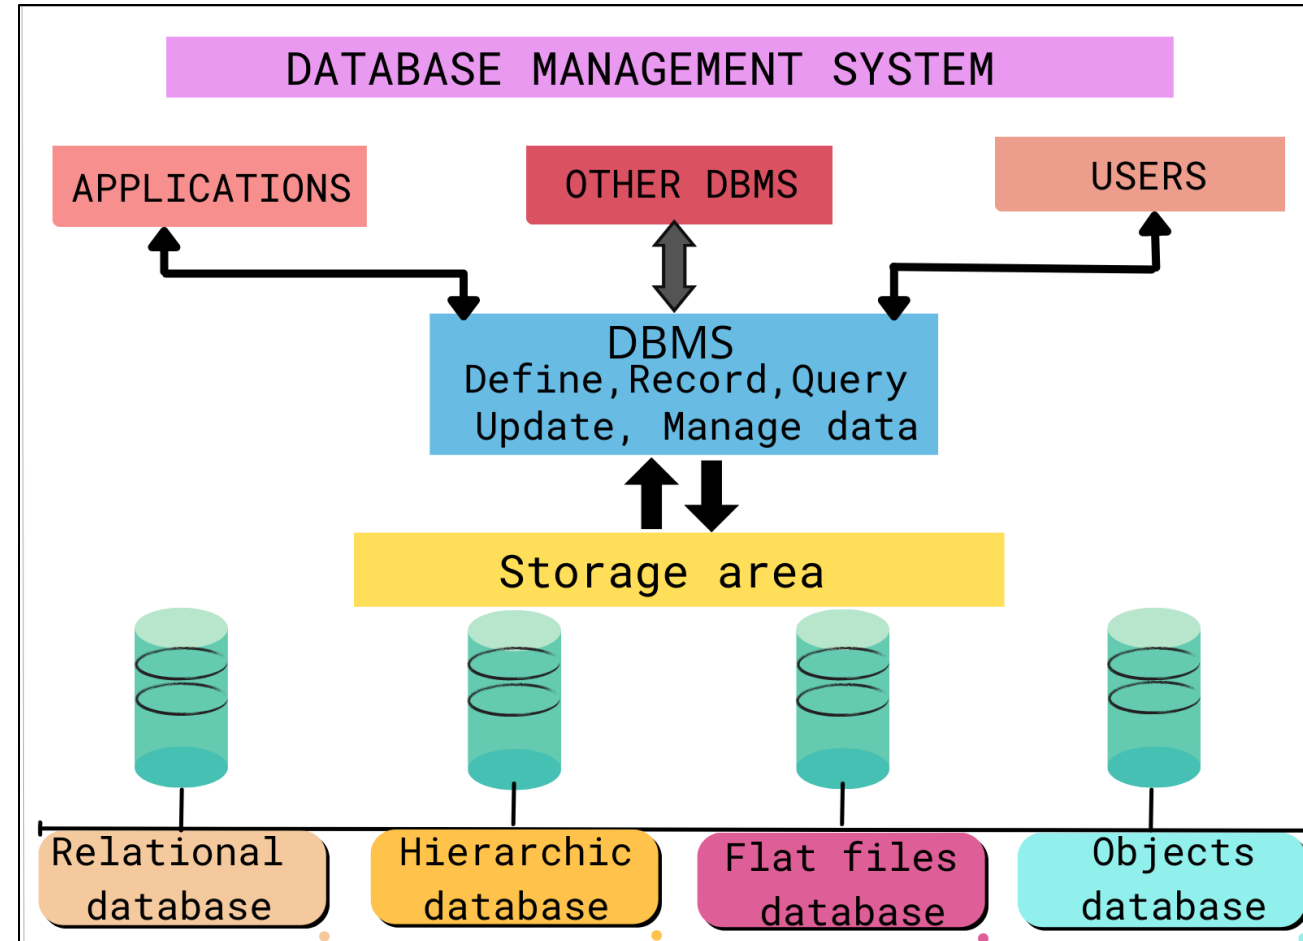 DATABASE MANAGEMENT SYSTEM
APPLICATIONS
OTHER DBMS
USERS
DBMS
Define,Record,Query
Update, Manage data
Storage area
Relational
database
Hierarchic
database
Flat files
database
Objects
database